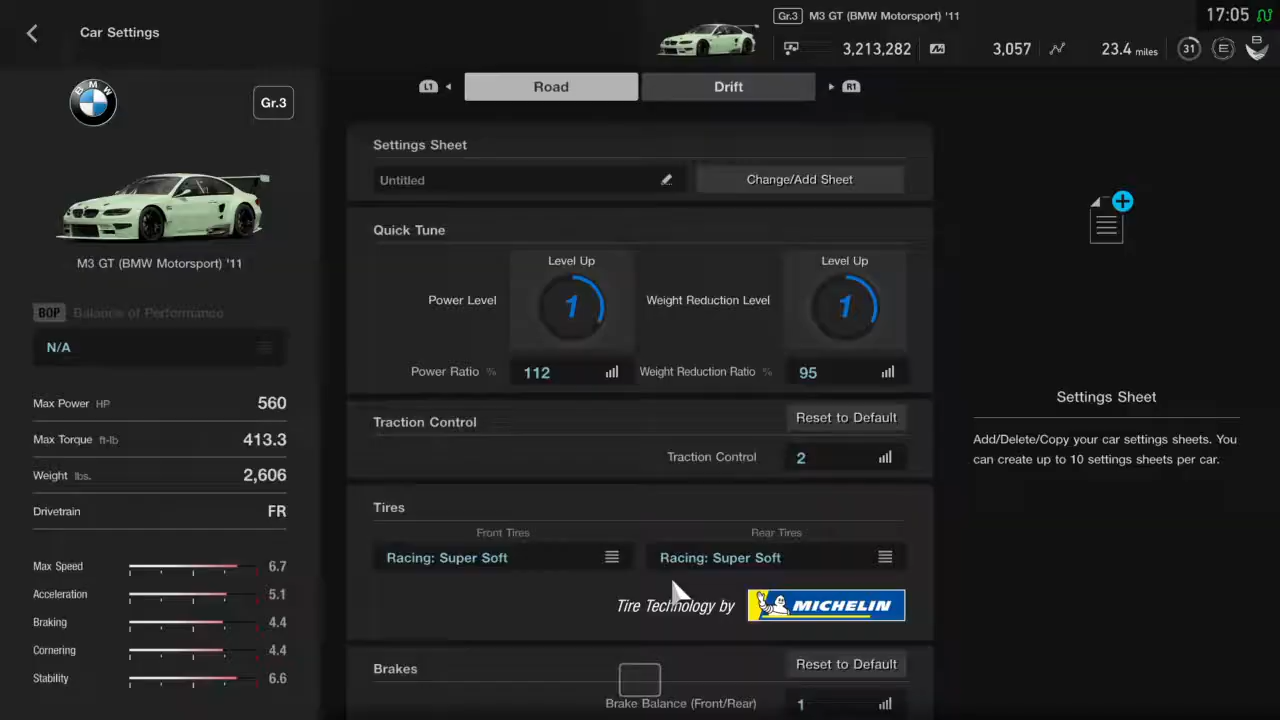 17:05
Car Settings
Gr.3 M3 GT (BMW Motorsport) '11
3,213,282 3,057 23.4 miles 31 E B
BMW
Gr.3
L1 Road Drift R1
Settings Sheet
Untitled Change/Add Sheet
Quick Tune
Level Up Level Up
Power Level 1 Weight Reduction Level 1
M3 GT (BMW Motorsport) '11
BOP Balance of Performance
N/A
Power Ratio % 112 Weight Reduction Ratio % 95
Max Power HP 560
Max Torque ft-lb 413.3
Weight lbs. 2,606
Drivetrain FR
Max Speed 6.7
Acceleration 5.1
Braking 4.4
Cornering 4.4
Stability 6.6
Traction Control Reset to Default
Traction Control 2
Tires
Front Tires Rear Tires
Racing: Super Soft Racing: Super Soft
Tire Technology by MICHELIN
Brakes Reset to Default
Brake Balance (Front/Rear) 1
Settings Sheet
Add/Delete/Copy your car settings sheets. You
can create up to 10 settings sheets per car.